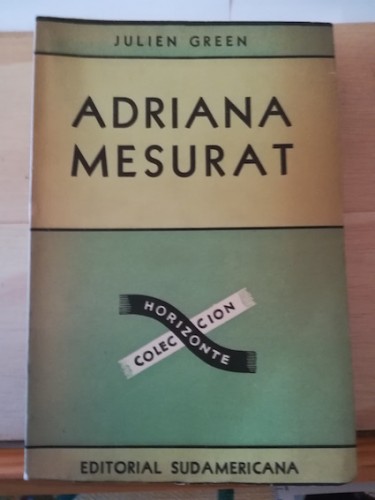 JULIEN GREEN
ADRIANA
MESURAT
COLECCION
HORIZONTE
EDITORIAL SUDAMERICANA